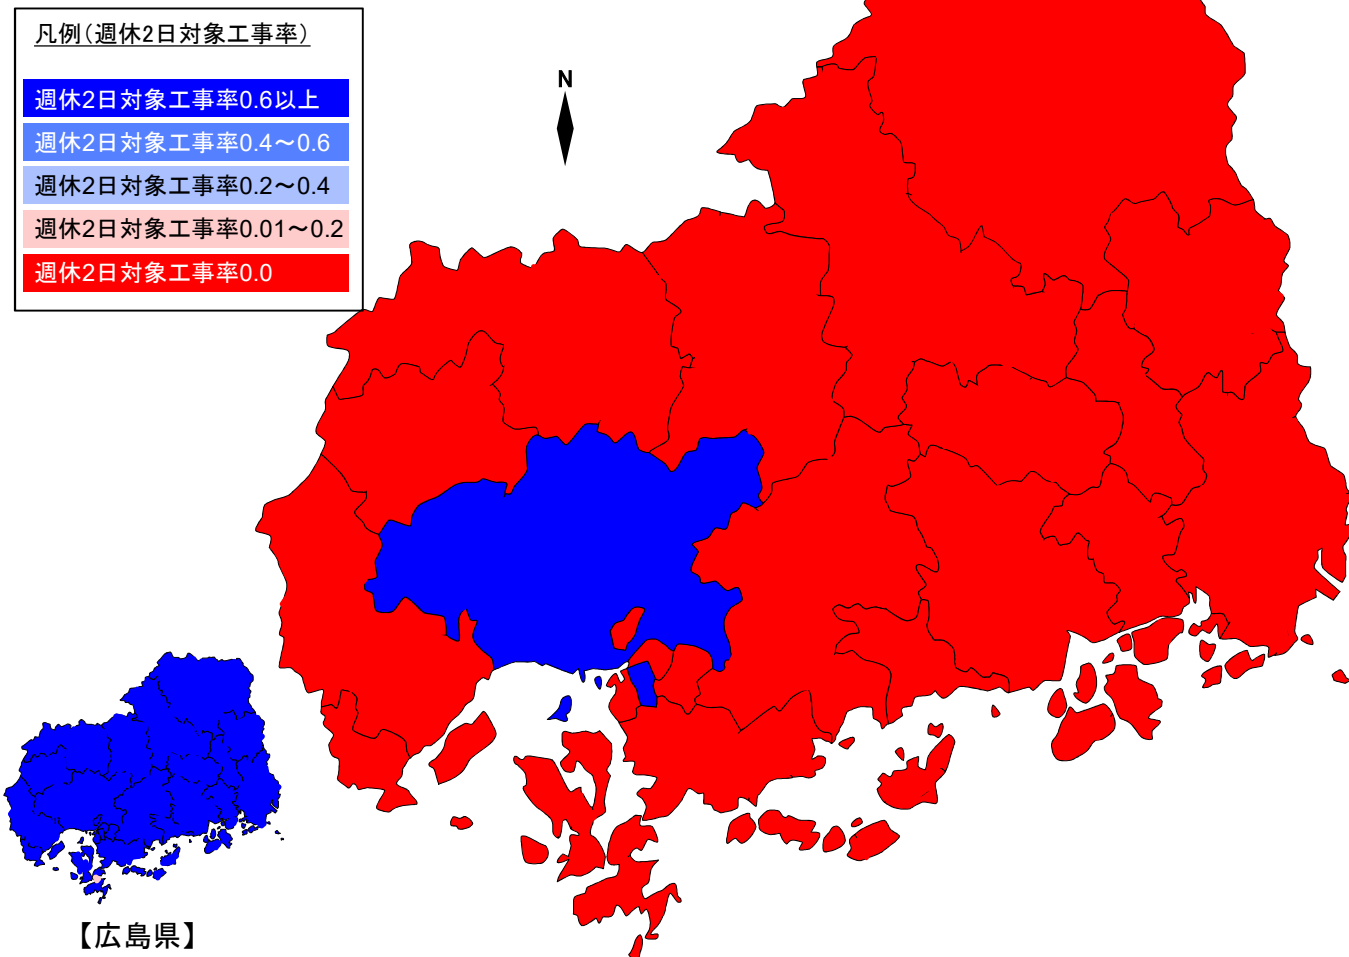 凡例(週休2日対象工事率)
週休2日対象工事率0.6以上
週休2日対象工事率0.4～0.6
週休2日対象工事率0.2～0.4
週休2日対象工事率0.01～0.2
週休2日対象工事率0.0
N
【広島県】